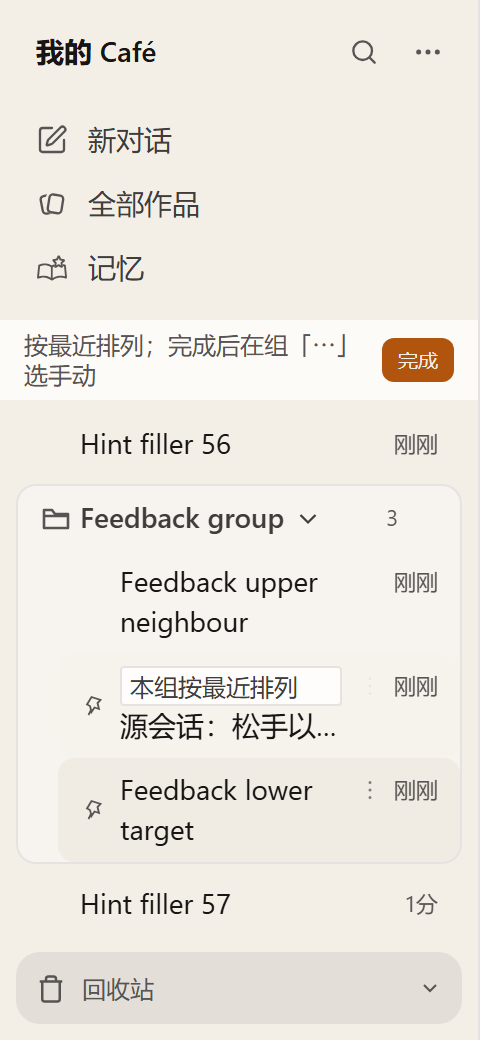 我的 Café
新对话
全部作品
记忆
按最近排列；完成后在组「…」
选手动
完成
Hint filler 56 刚刚
Feedback group 3
Feedback upper 刚刚
neighbour
本组按最近排列 刚刚
源会话：松手以…
Feedback lower 刚刚
target
Hint filler 57 1分
回收站